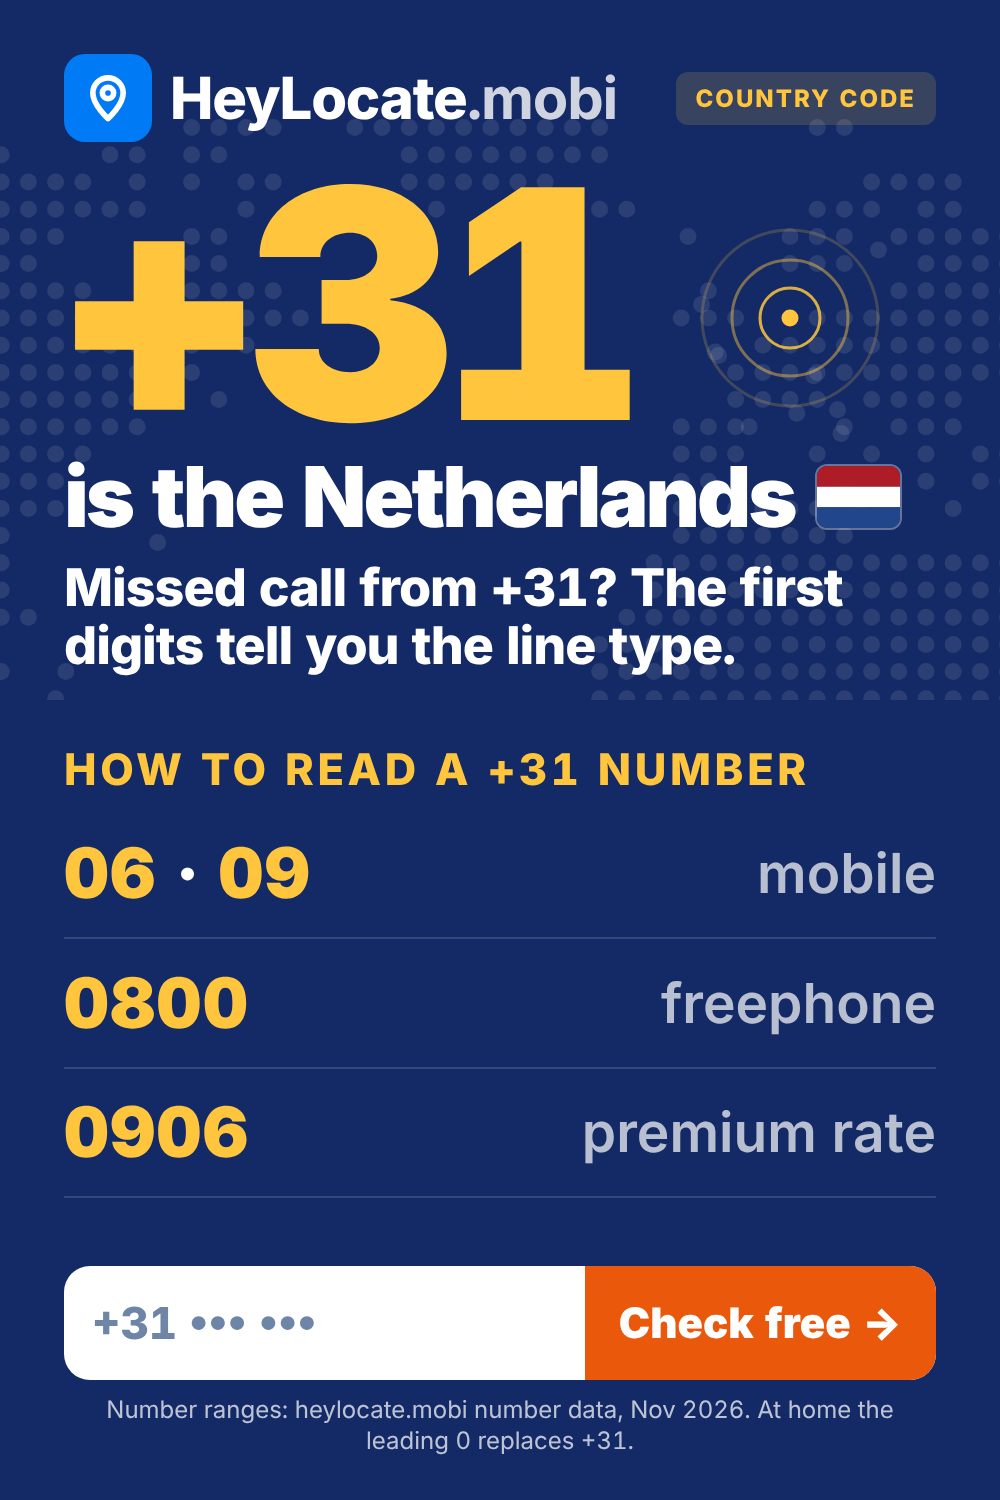 HeyLocate.mobi
COUNTRY CODE
+31
is the Netherlands
Missed call from +31? The first
digits tell you the line type.
HOW TO READ A +31 NUMBER
06 · 09 mobile
0800 freephone
0906 premium rate
+31 ••• •••
Check free →
Number ranges: heylocate.mobi number data, Nov 2026. At home the
leading 0 replaces +31.